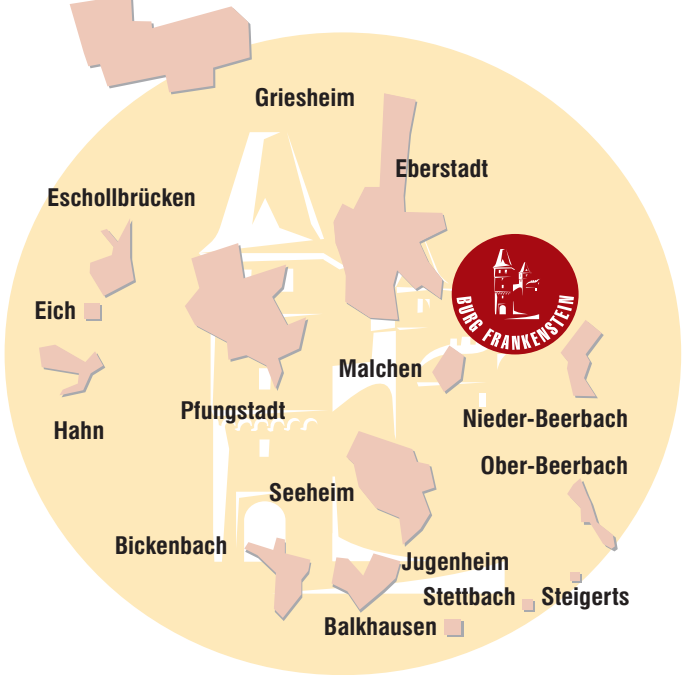 Griesheim
Eberstadt
Eschollbrücken
Eich
BURG FRANKENSTEIN
Malchen
Pfungstadt
Hahn
Nieder-Beerbach
Ober-Beerbach
Seeheim
Bickenbach
Jugenheim
Stettbach
Steigerts
Balkhausen